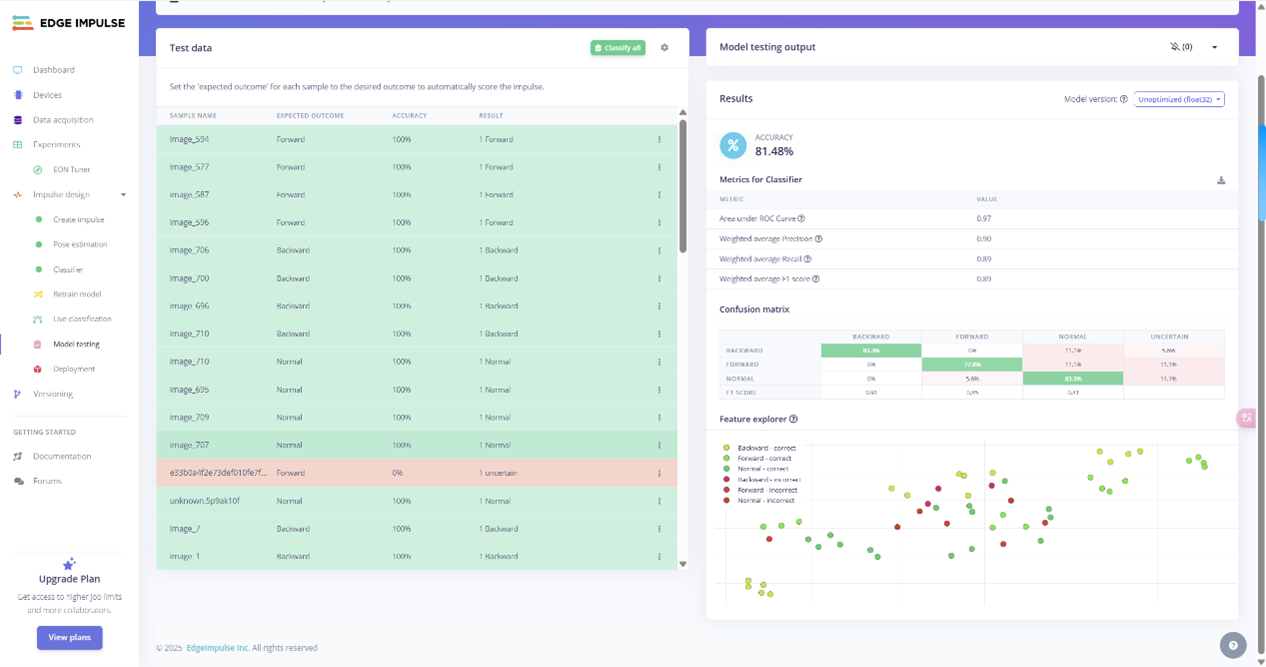 EDGE IMPULSE
Dashboard
Devices
Data acquisition
Experiments
EON Tuner
Impulse design
Create impulse
Pose estimation
Classifier
Retrain model
Live classification
Model testing
Deployment
Versioning
GETTING STARTED
Documentation
Forums
Upgrade Plan
Get access to higher job limits
and more collaborators.
View plans
Test data
Classify all
Set the 'expected outcome' for each sample to the desired outcome to automatically score the impulse.
SAMPLE NAME EXPECTED OUTCOME ACCURACY RESULT
image_594 Forward 100% 1 Forward
image_577 Forward 100% 1 Forward
image_587 Forward 100% 1 Forward
image_596 Forward 100% 1 Forward
image_706 Backward 100% 1 Backward
image_700 Backward 100% 1 Backward
image_696 Backward 100% 1 Backward
image_710 Backward 100% 1 Backward
image_710 Normal 100% 1 Normal
image_695 Normal 100% 1 Normal
image_709 Normal 100% 1 Normal
image_707 Normal 100% 1 Normal
e33b0a4f2e73def010fe7f... Forward 0% 1 uncertain
unknown.5p9ak10f Normal 100% 1 Normal
image_7 Backward 100% 1 Backward
image_1 Backward 100% 1 Backward
© 2025 EdgeImpulse Inc. All rights reserved
Model testing output
(0)
Results
Model version: Unoptimized (float32)
%
ACCURACY
81.48%
Metrics for Classifier
METRIC VALUE
Area under ROC Curve 0.97
Weighted average Precision 0.90
Weighted average Recall 0.89
Weighted average F1 score 0.89
Confusion matrix
BACKWARD FORWARD NORMAL UNCERTAIN
BACKWARD 83.3% 0% 11.1% 5.6%
FORWARD 0% 77.8% 11.1% 11.1%
NORMAL 0% 5.6% 83.3% 11.1%
F1 SCORE 0.91
Feature explorer
Backward - correct
Forward - correct
Normal - correct
Backward - incorrect
Forward - incorrect
Normal - incorrect